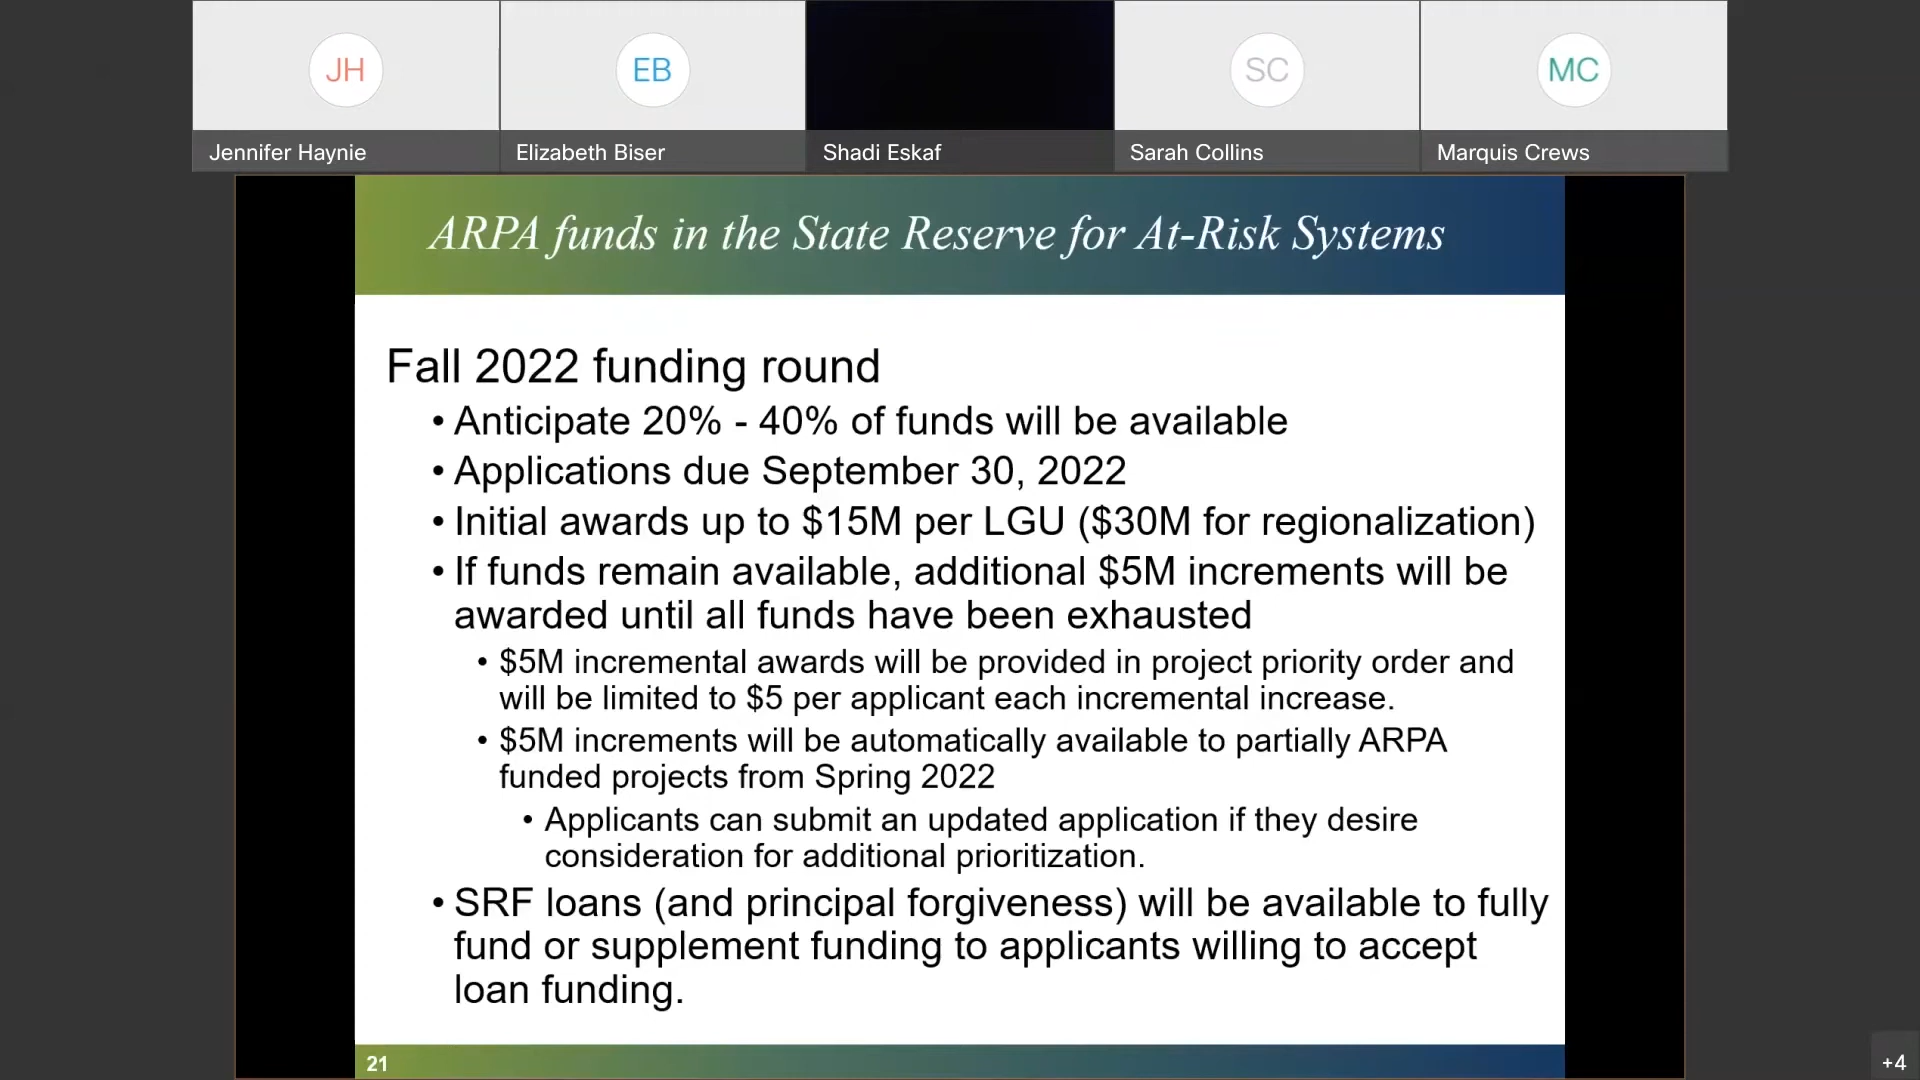 JH
EB
SC
MC
Jennifer Haynie
Elizabeth Biser
Shadi Eskaf
Sarah Collins
Marquis Crews
ARPA funds in the State Reserve for At-Risk Systems
Fall 2022 funding round
• Anticipate 20% - 40% of funds will be available
• Applications due September 30, 2022
• Initial awards up to $15M per LGU ($30M for regionalization)
• If funds remain available, additional $5M increments will be
awarded until all funds have been exhausted
• $5M incremental awards will be provided in project priority order and
will be limited to $5 per applicant each incremental increase.
• $5M increments will be automatically available to partially ARPA
funded projects from Spring 2022
• Applicants can submit an updated application if they desire
consideration for additional prioritization.
• SRF loans (and principal forgiveness) will be available to fully
fund or supplement funding to applicants willing to accept
loan funding.
21
+4